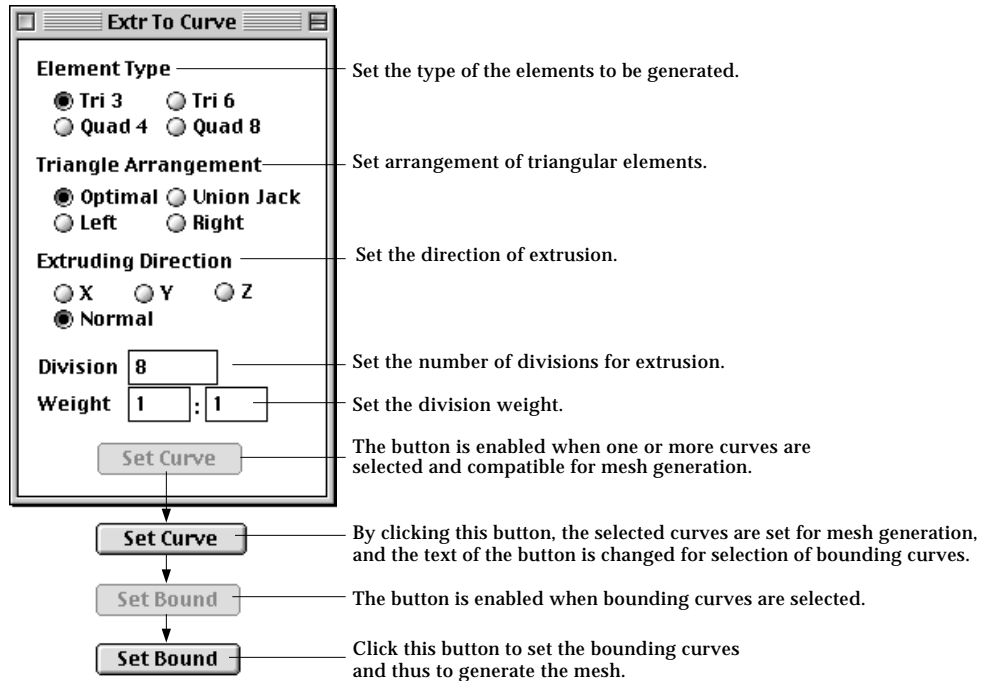 Extr To Curve
Element Type
Set the type of the elements to be generated.
Tri 3 Tri 6
Quad 4 Quad 8
Triangle Arrangement
Set arrangement of triangular elements.
Optimal Union Jack
Left Right
Extruding Direction
Set the direction of extrusion.
X Y Z
Normal
Division 8
Set the number of divisions for extrusion.
Weight 1 : 1
Set the division weight.
Set Curve
The button is enabled when one or more curves are
selected and compatible for mesh generation.
Set Curve
By clicking this button, the selected curves are set for mesh generation,
and the text of the button is changed for selection of bounding curves.
Set Bound
The button is enabled when bounding curves are selected.
Set Bound
Click this button to set the bounding curves
and thus to generate the mesh.